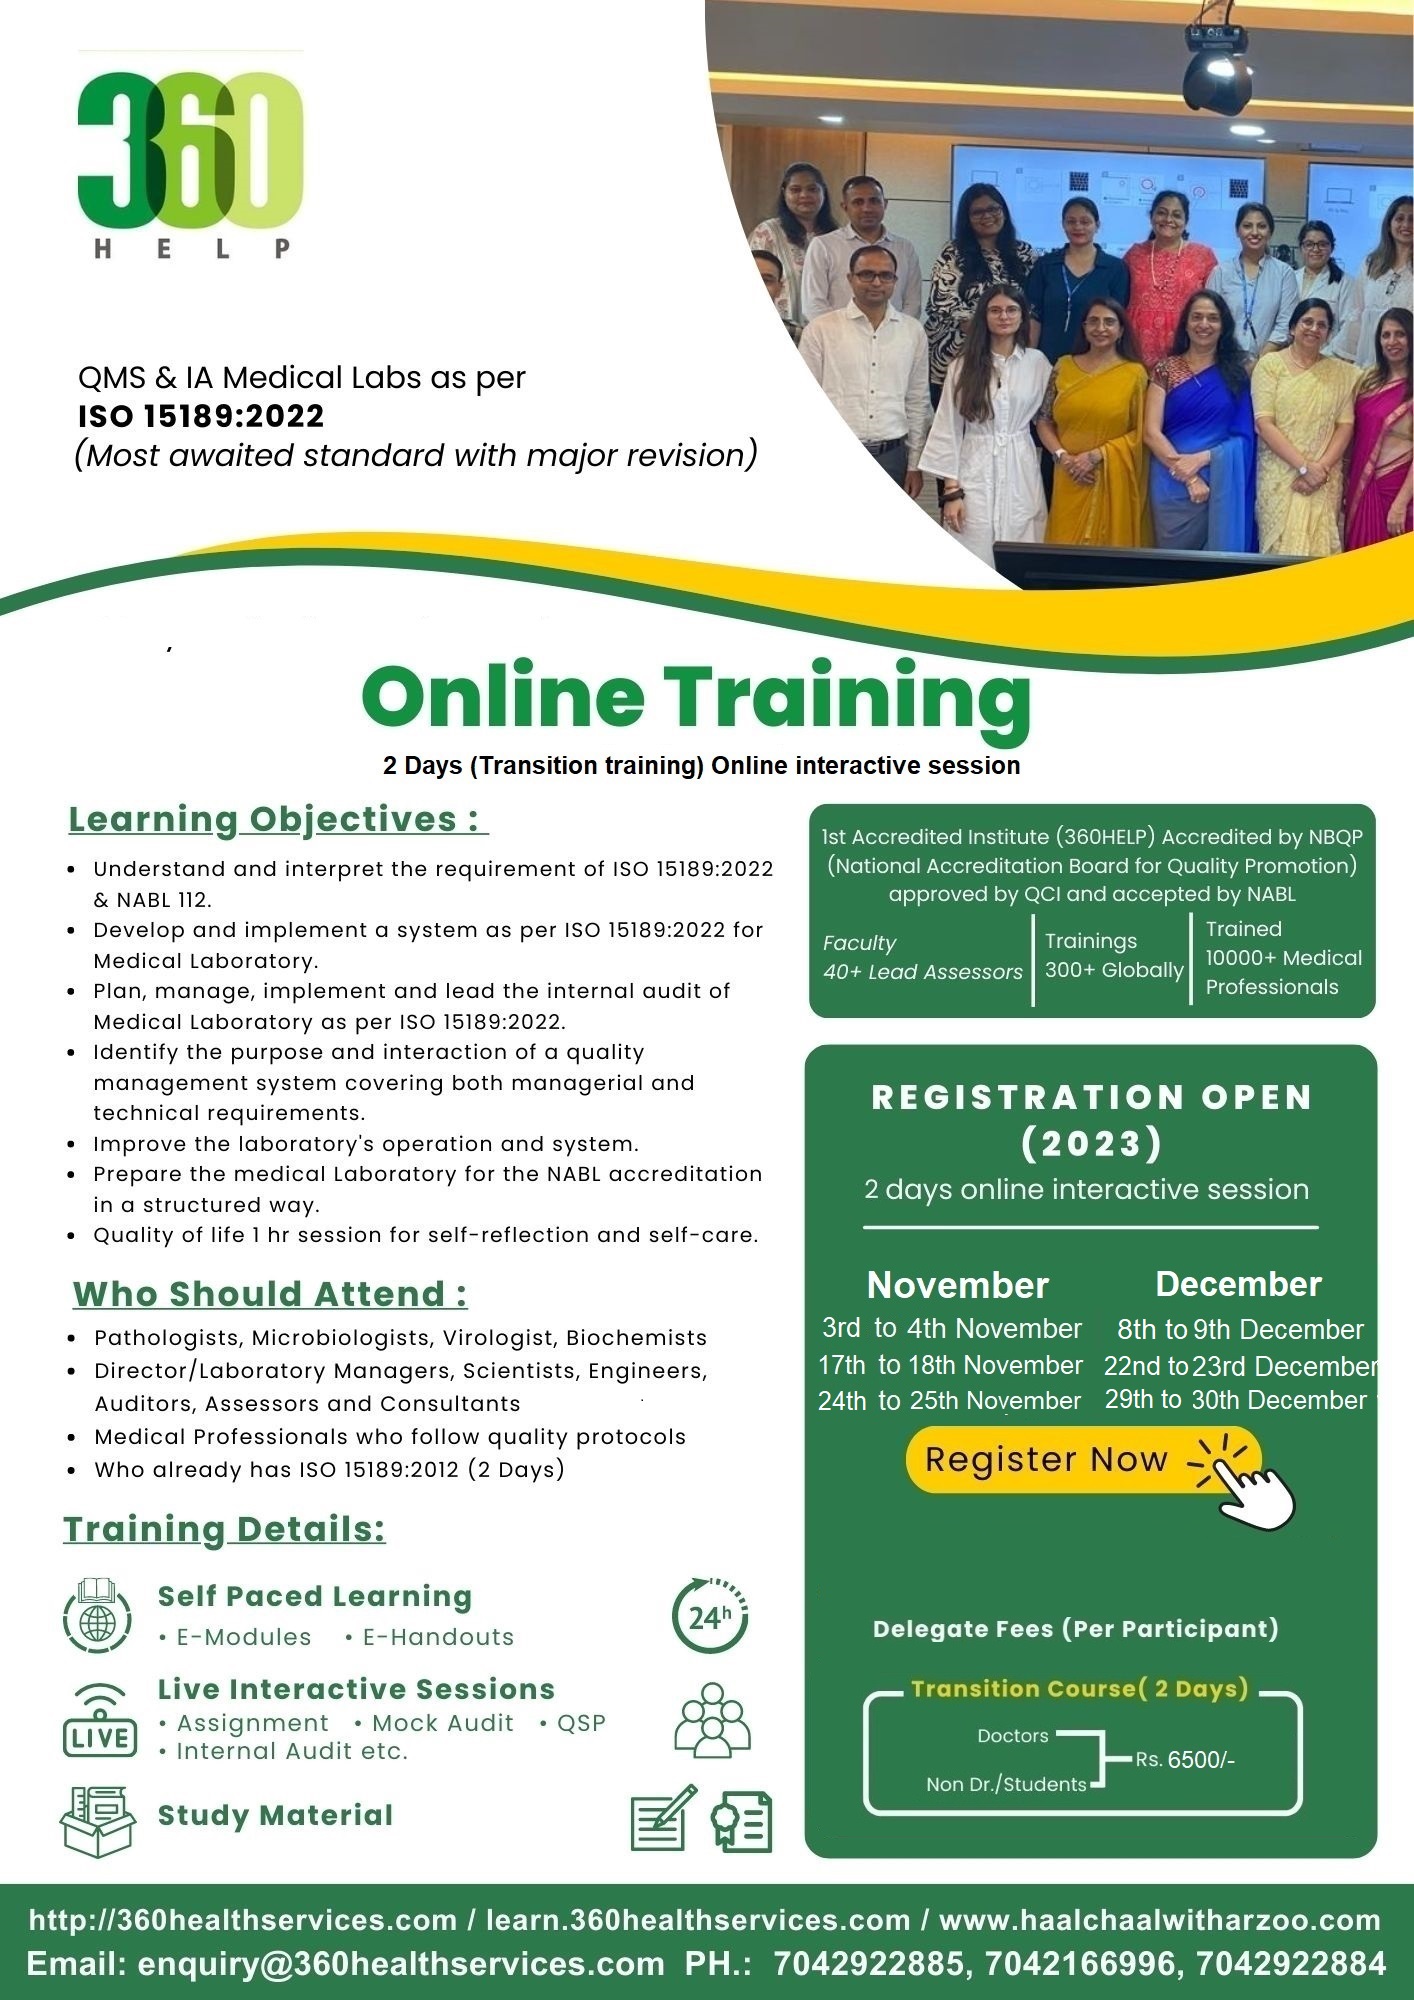 360
HELP
QMS & IA Medical Labs as per
ISO 15189:2022
(Most awaited standard with major revision)
Online Training
2 Days (Transition training) Online interactive session
Learning Objectives :
• Understand and interpret the requirement of ISO 15189:2022
& NABL 112.
• Develop and implement a system as per ISO 15189:2022 for
Medical Laboratory.
• Plan, manage, implement and lead the internal audit of
Medical Laboratory as per ISO 15189:2022.
• Identify the purpose and interaction of a quality
management system covering both managerial and
technical requirements.
• Improve the laboratory's operation and system.
• Prepare the medical Laboratory for the NABL accreditation
in a structured way.
• Quality of life 1 hr session for self-reflection and self-care.
Who Should Attend :
• Pathologists, Microbiologists, Virologist, Biochemists
• Director/Laboratory Managers, Scientists, Engineers,
Auditors, Assessors and Consultants
• Medical Professionals who follow quality protocols
• Who already has ISO 15189:2012 (2 Days)
Training Details:
Self Paced Learning
• E-Modules • E-Handouts
24h
Live Interactive Sessions
• Assignment • Mock Audit • QSP
• Internal Audit etc.
LIVE
Study Material
1st Accredited Institute (360HELP) Accredited by NBQP
(National Accreditation Board for Quality Promotion)
approved by QCI and accepted by NABL
Faculty
40+ Lead Assessors
Trainings
300+ Globally
Trained
10000+ Medical
Professionals
REGISTRATION OPEN
(2023)
2 days online interactive session
November
3rd to 4th November
17th to 18th November
24th to 25th November
December
8th to 9th December
22nd to 23rd December
29th to 30th December
Register Now
Delegate Fees (Per Participant)
Transition Course( 2 Days)
Doctors
Non Dr./Students
Rs. 6500/-
http://360healthservices.com / learn.360healthservices.com / www.haalchaalwitharzoo.com
Email: enquiry@360healthservices.com PH.: 7042922885, 7042166996, 7042922884